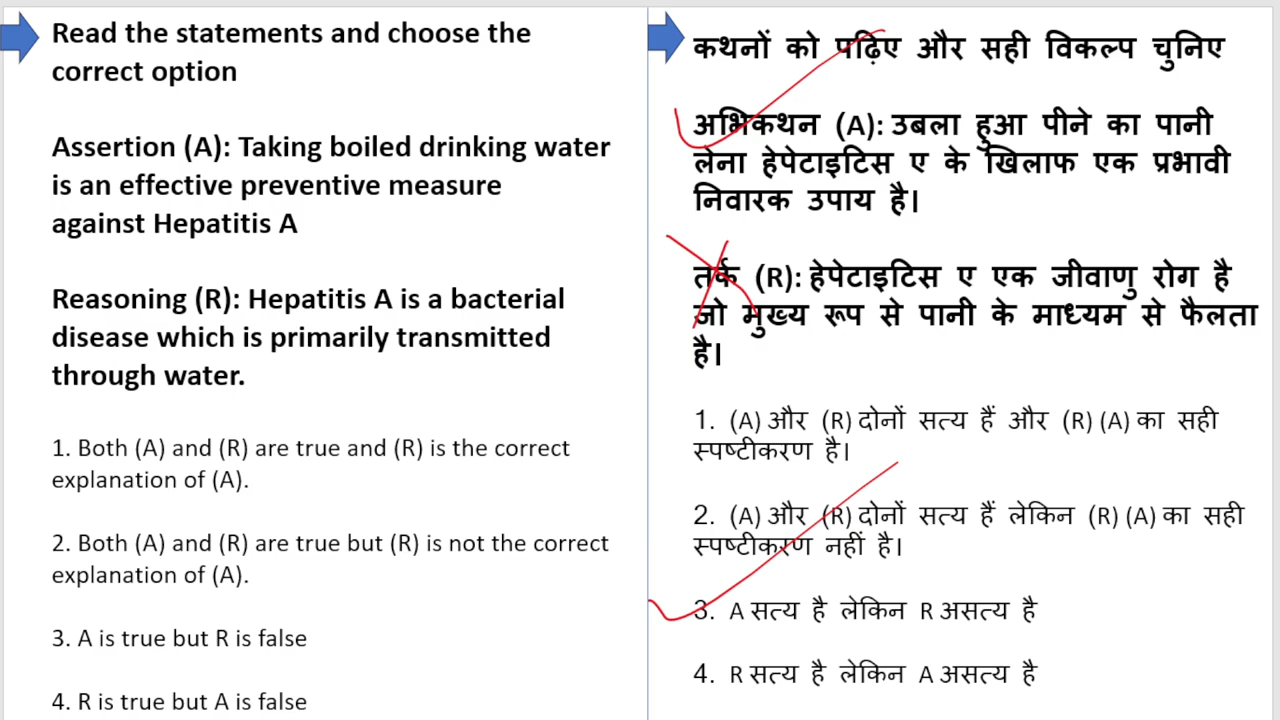 Read the statements and choose the
correct option
Assertion (A): Taking boiled drinking water
is an effective preventive measure
against Hepatitis A
Reasoning (R): Hepatitis A is a bacterial
disease which is primarily transmitted
through water.
1. Both (A) and (R) are true and (R) is the correct
explanation of (A).
2. Both (A) and (R) are true but (R) is not the correct
explanation of (A).
3. A is true but R is false
4. R is true but A is false
कथनों को पढ़िए और सही विकल्प चुनिए
अभिकथन (A): उबला हुआ पीने का पानी
लेना हेपेटाइटिस ए के खिलाफ एक प्रभावी
निवारक उपाय है।
तर्क (R): हेपेटाइटिस ए एक जीवाणु रोग है
जो मुख्य रूप से पानी के माध्यम से फैलता
है।
1. (A) और (R) दोनों सत्य हैं और (R) (A) का सही
स्पष्टीकरण है।
2. (A) और (R) दोनों सत्य हैं लेकिन (R) (A) का सही
स्पष्टीकरण नहीं है।
3. A सत्य है लेकिन R असत्य है
4. R सत्य है लेकिन A असत्य है